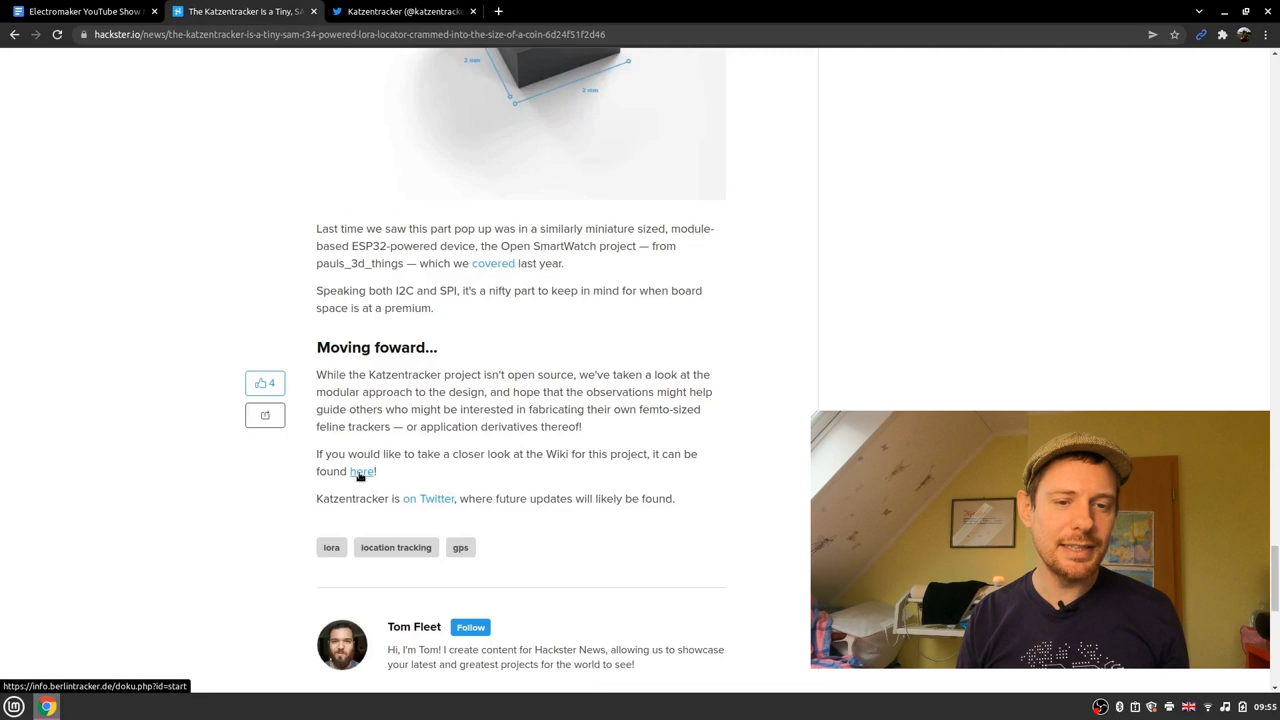 Electromaker YouTube Show
The Katzentracker Is a Tiny, SA
Katzentracker (@katzentracke
hackster.io/news/the-katzentracker-is-a-tiny-sam-r34-powered-lora-locator-crammed-into-the-size-of-a-coin-6d24f51f2d46
2 mm
2 mm
Last time we saw this part pop up was in a similarly miniature sized, module-
based ESP32-powered device, the Open SmartWatch project — from
pauls_3d_things — which we covered last year.
Speaking both I2C and SPI, it's a nifty part to keep in mind for when board
space is at a premium.
Moving foward...
While the Katzentracker project isn't open source, we've taken a look at the
modular approach to the design, and hope that the observations might help
guide others who might be interested in fabricating their own femto-sized
feline trackers — or application derivatives thereof!
4
If you would like to take a closer look at the Wiki for this project, it can be
found here!
Katzentracker is on Twitter, where future updates will likely be found.
lora location tracking gps
Tom Fleet Follow
Hi, I'm Tom! I create content for Hackster News, allowing us to showcase
your latest and greatest projects for the world to see!
https://info.berlintracker.de/doku.php?id=start
09:55